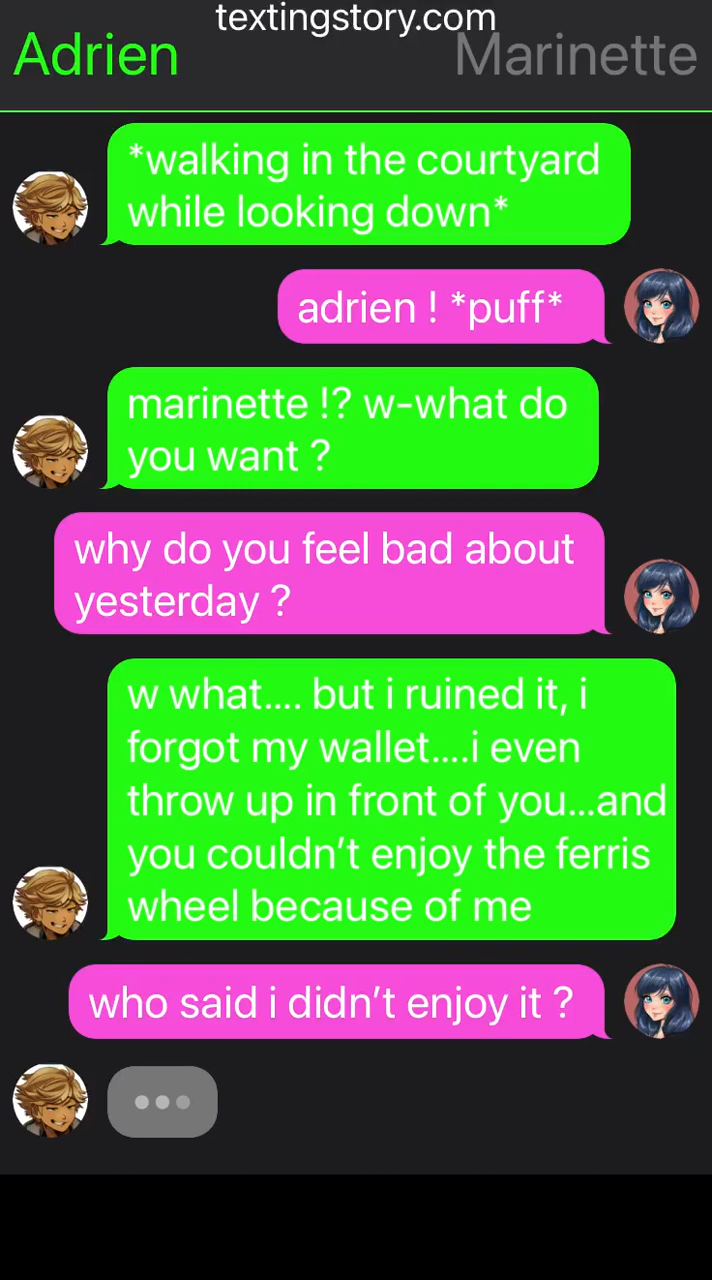 textingstory.com
Adrien
Marinette
*walking in the courtyard
while looking down*
adrien ! *puff*
marinette !? w-what do
you want ?
why do you feel bad about
yesterday ?
w what.... but i ruined it, i
forgot my wallet....i even
throw up in front of you...and
you couldn't enjoy the ferris
wheel because of me
who said i didn't enjoy it ?